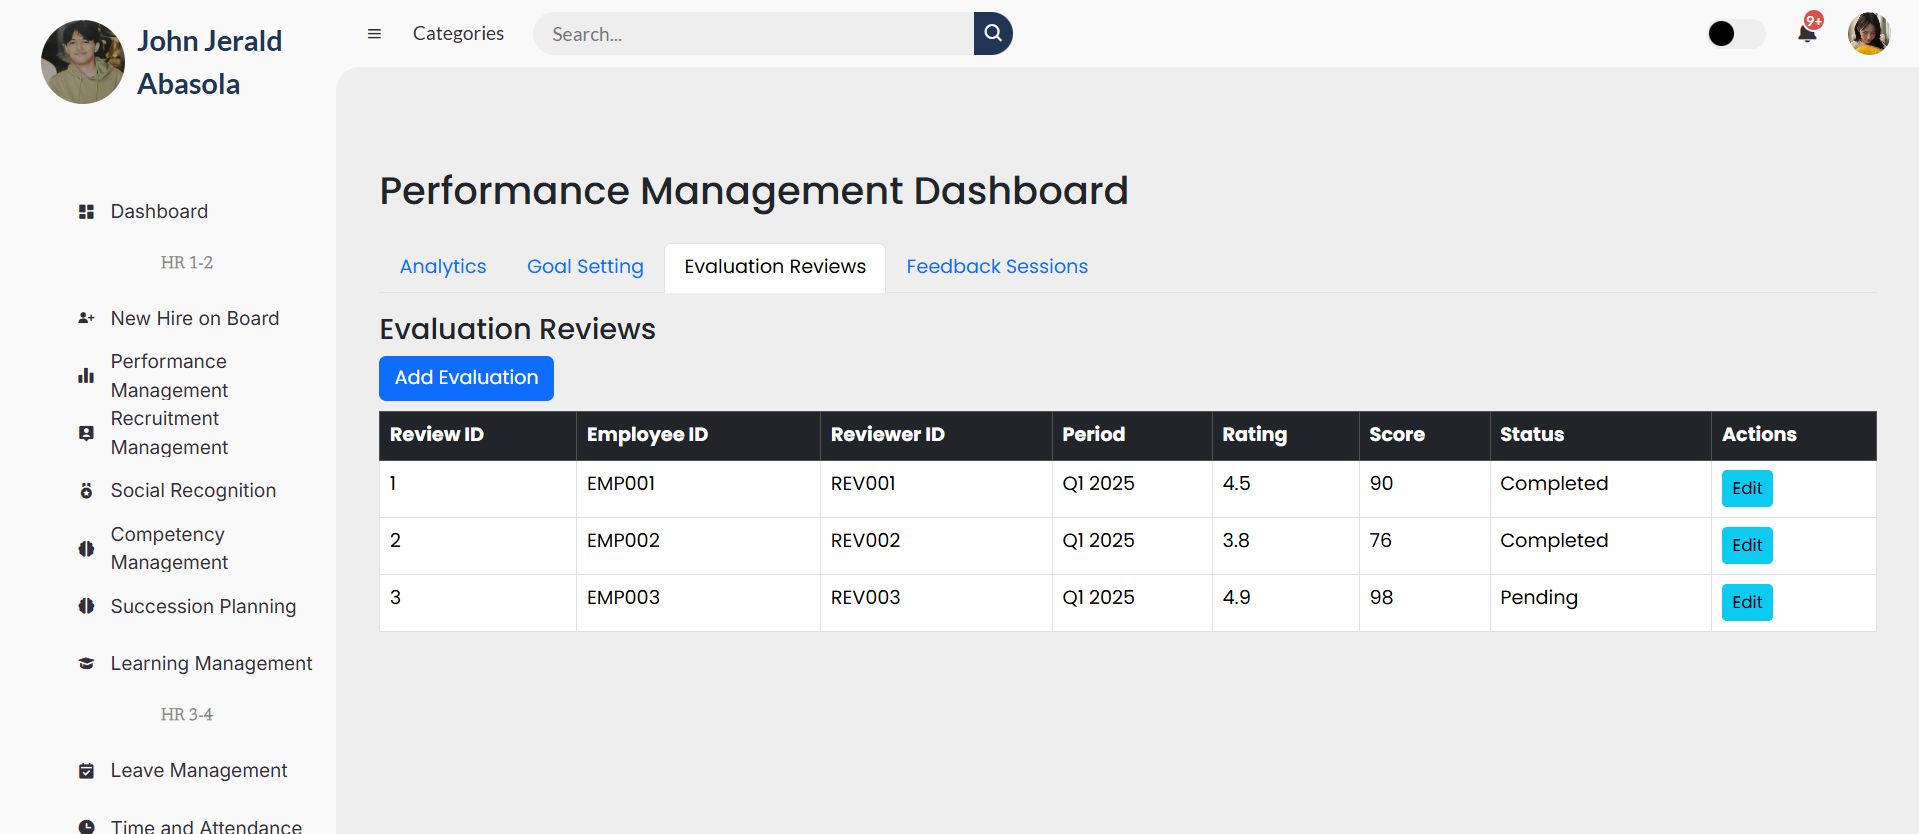 John Jerald
Abasola
Categories
Search...
9+
Dashboard
HR 1-2
New Hire on Board
Performance
Management
Recruitment
Management
Social Recognition
Competency
Management
Succession Planning
Learning Management
HR 3-4
Leave Management
Time and Attendance
Performance Management Dashboard
Analytics Goal Setting Evaluation Reviews Feedback Sessions
Evaluation Reviews
Add Evaluation
Review ID Employee ID Reviewer ID Period Rating Score Status Actions
1 EMP001 REV001 Q1 2025 4.5 90 Completed Edit
2 EMP002 REV002 Q1 2025 3.8 76 Completed Edit
3 EMP003 REV003 Q1 2025 4.9 98 Pending Edit